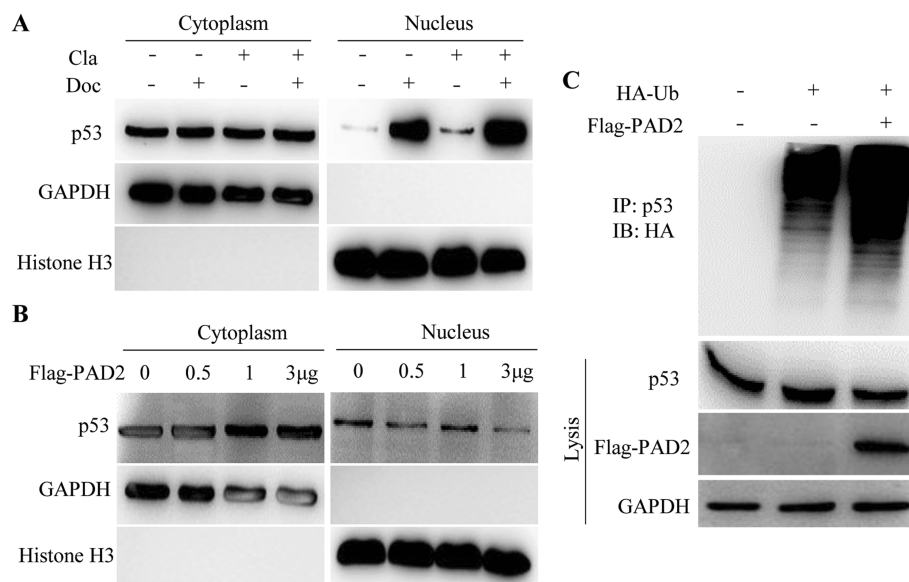 A
Cytoplasm
Nucleus
Cla - - + + - - + +
Doc - + - + - + - +
p53
GAPDH
Histone H3
B
Cytoplasm
Nucleus
Flag-PAD2 0 0.5 1 3μg 0 0.5 1 3μg
p53
GAPDH
Histone H3
C
HA-Ub - + +
Flag-PAD2 - - +
IP: p53
IB: HA
Lysis
p53
Flag-PAD2
GAPDH